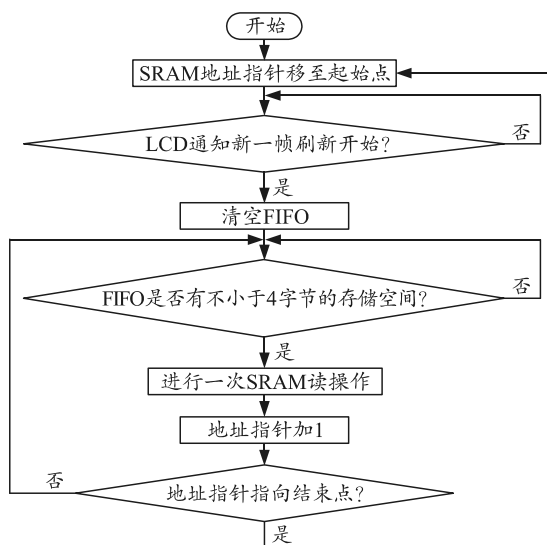 开始
SRAM地址指针移至起始点
LCD通知新一帧刷新开始?
否
是
清空FIFO
FIFO是否有不小于4字节的存储空间?
否
是
进行一次SRAM读操作
地址指针加1
否
地址指针指向结束点?
是